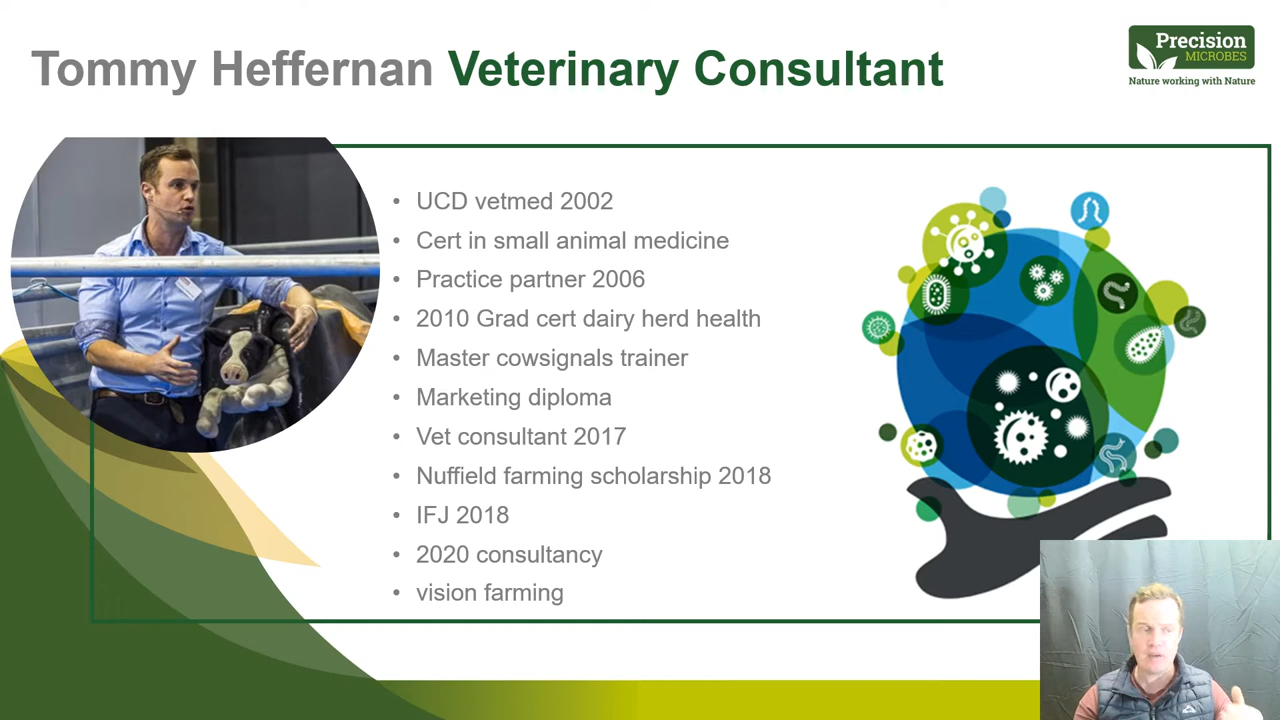 Tommy Heffernan Veterinary Consultant
Precision
MICROBES
Nature working with Nature
• UCD vetmed 2002
• Cert in small animal medicine
• Practice partner 2006
• 2010 Grad cert dairy herd health
• Master cowsignals trainer
• Marketing diploma
• Vet consultant 2017
• Nuffield farming scholarship 2018
• IFJ 2018
• 2020 consultancy
• vision farming